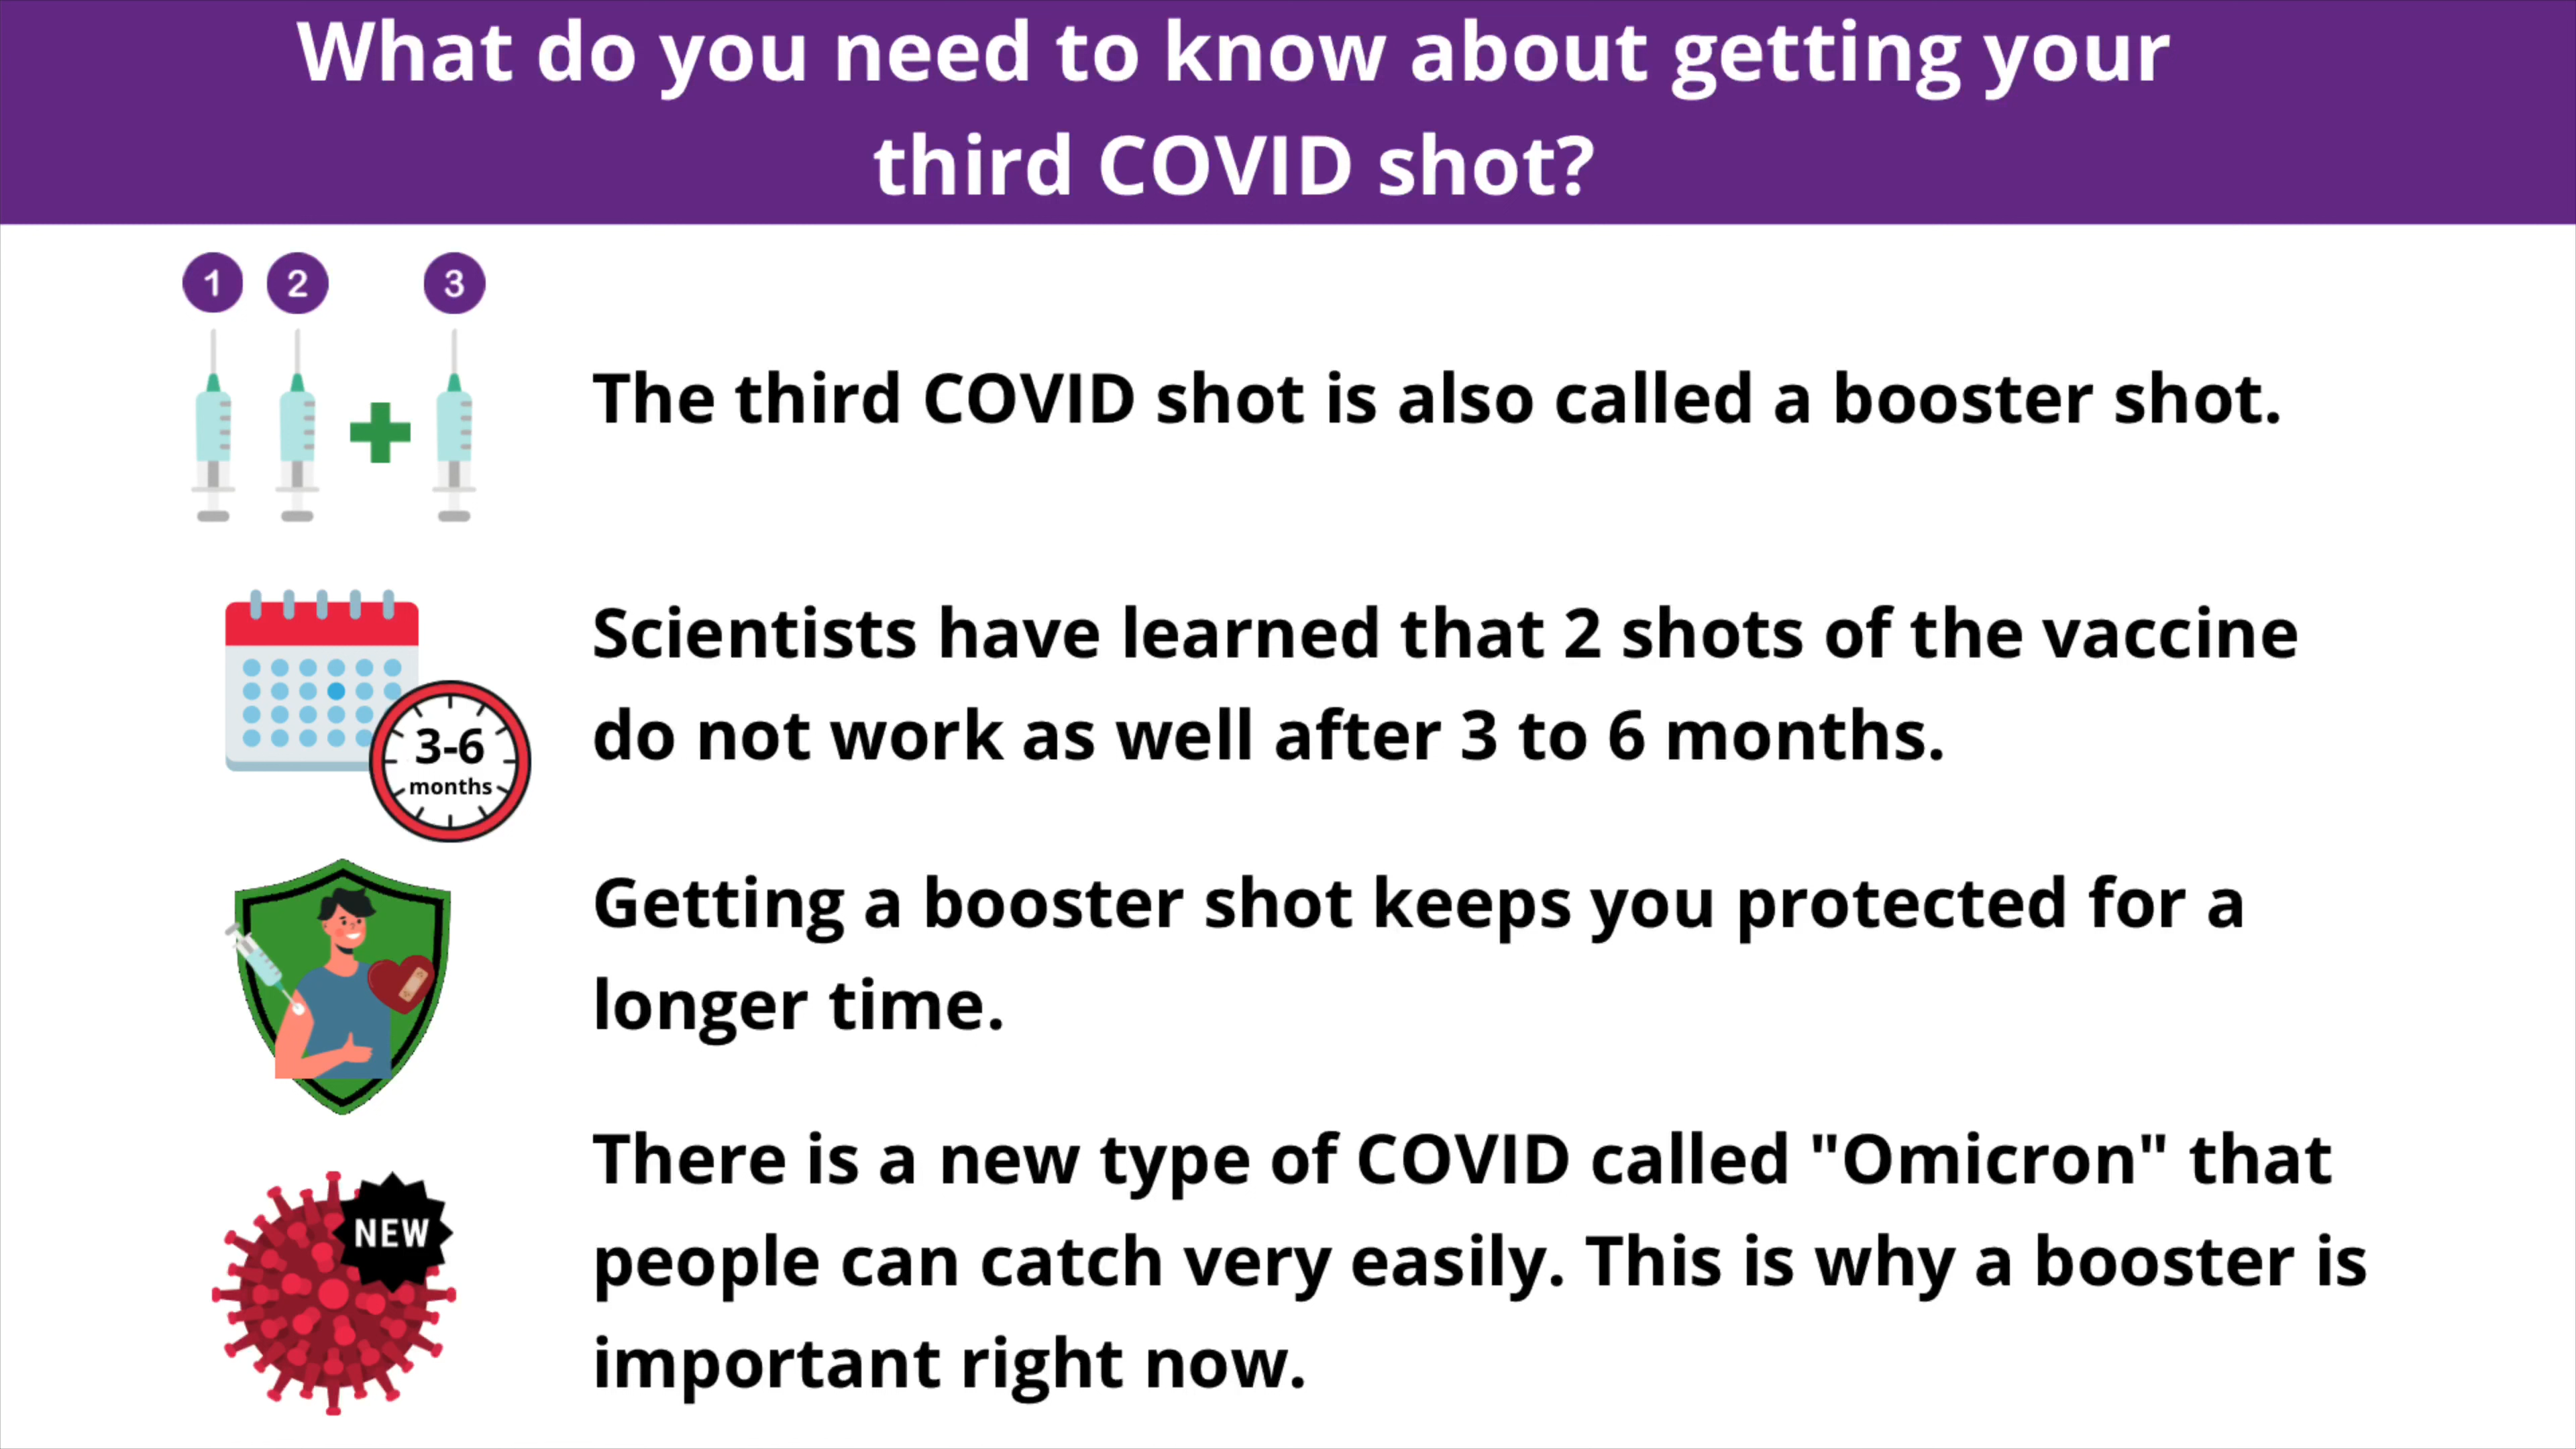 What do you need to know about getting your
third COVID shot?
1 2 3
The third COVID shot is also called a booster shot.
Scientists have learned that 2 shots of the vaccine
do not work as well after 3 to 6 months.
3-6
months
Getting a booster shot keeps you protected for a
longer time.
There is a new type of COVID called "Omicron" that
people can catch very easily. This is why a booster is
important right now.
NEW